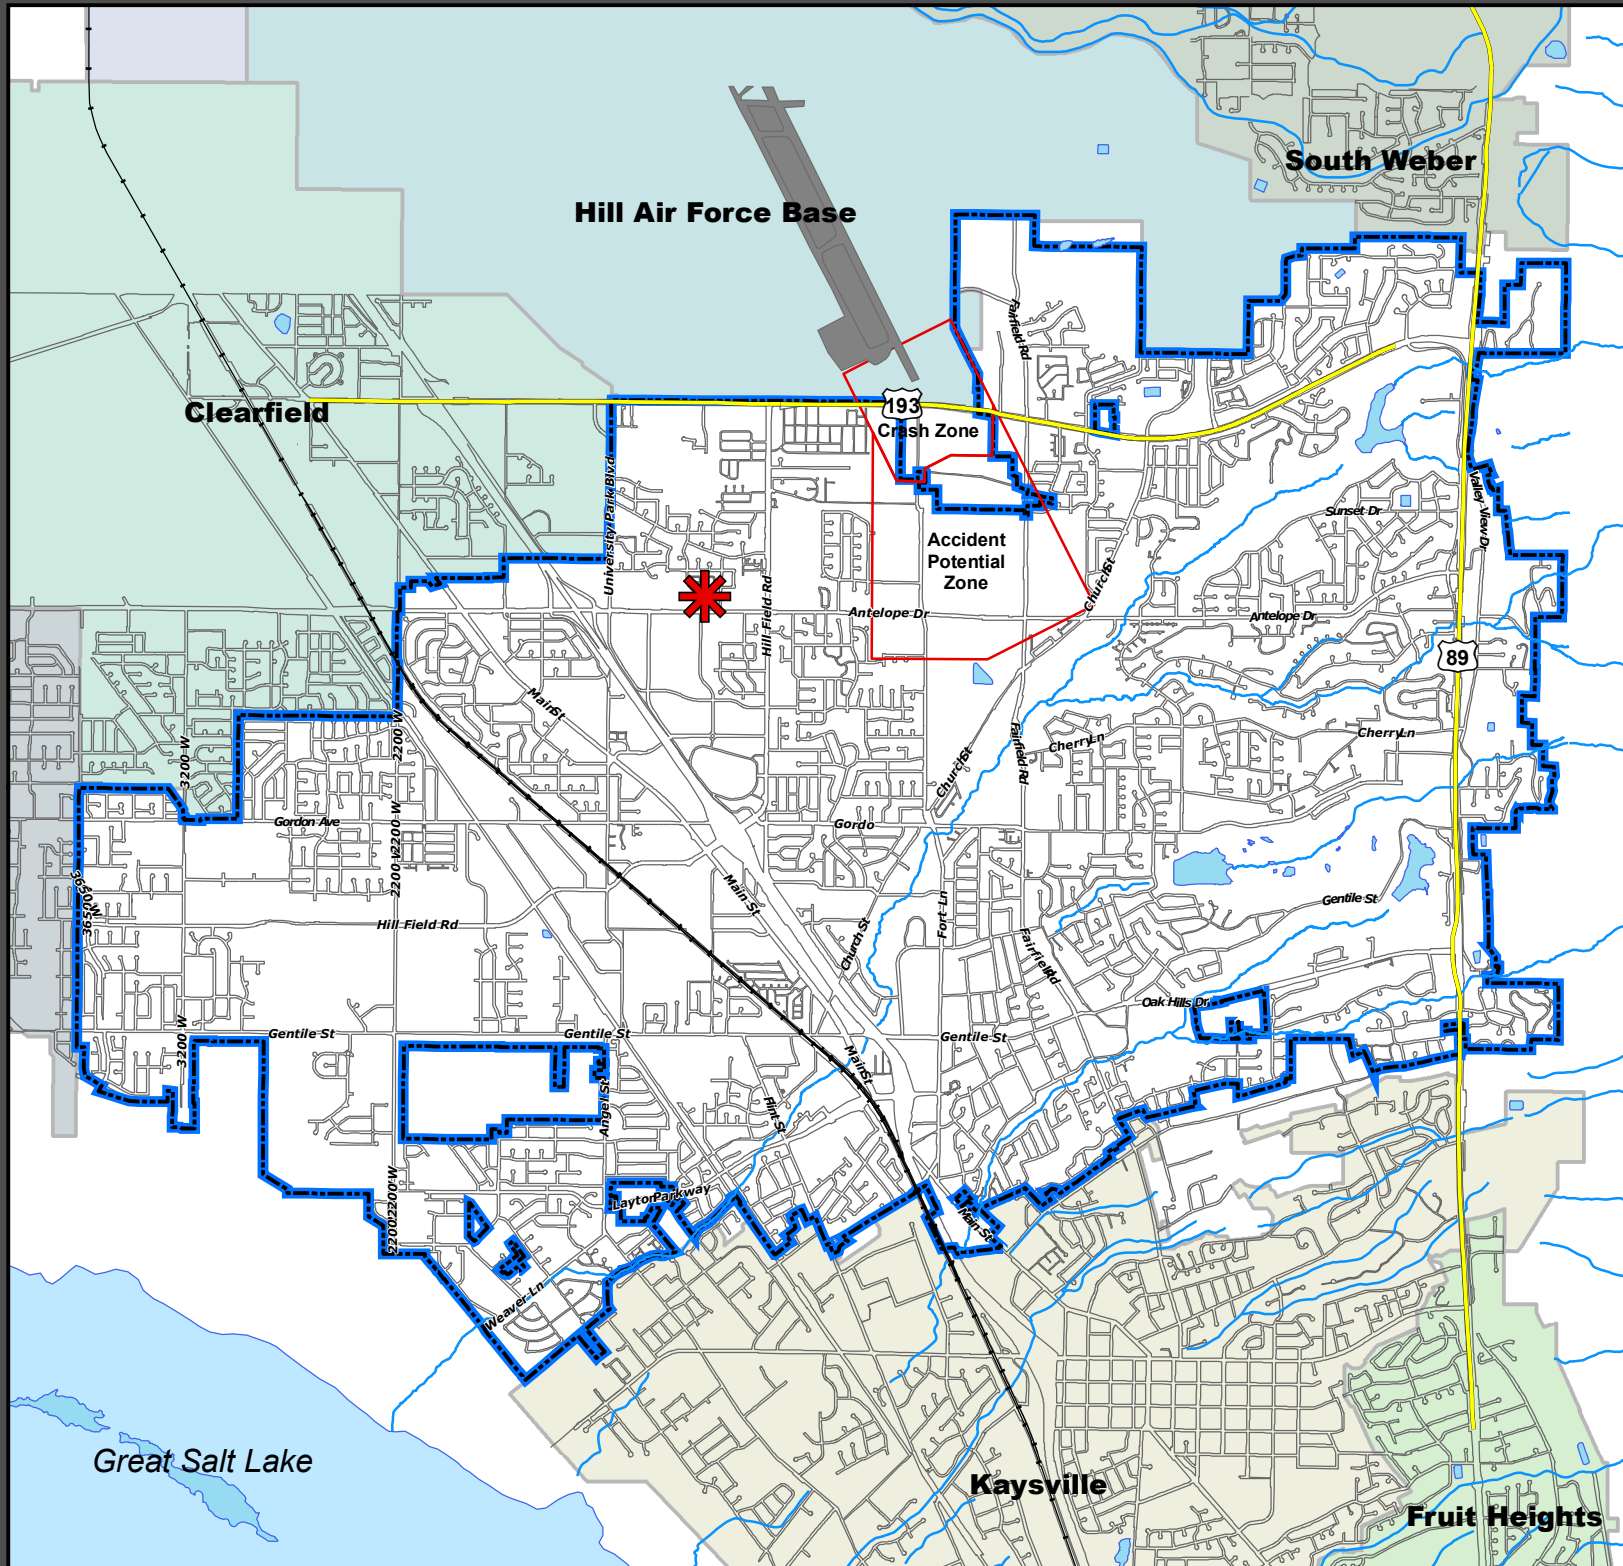 South Weber
Hill Air Force Base
Fairfield Rd
Clearfield
193
Crash Zone
University Park Blvd
Valley View Dr
Sunset Dr
Accident
Potential
Zone
Hill Field Rd
Church St
Antelope Dr
Antelope Dr
89
Main St
2200 W
3200 W
Fairfield Rd
Cherry Ln
Cherry Ln
Church St
Gordon Ave
2200 W
2200 W
Gordo
3650 W
3650 W
Main St
Fort Ln
Gentile St
Hill Field Rd
Church St
Fairfield Rd
Oak Hills Dr
3200 W
Gentile St
Gentile St
Gentile St
Main St
Angel St
Flint St
2200 W
2200 W
Layton Parkway
Main St
Weaver Ln
Great Salt Lake
Kaysville
Fruit Heights